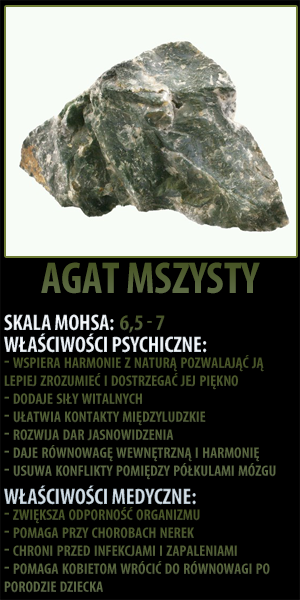 AGAT MSZYSTY
SKALA MOHSA: 6,5 - 7
WŁAŚCIWOŚCI PSYCHICZNE:
- WSPIERA HARMONIE Z NATURĄ POZWALAJĄĆ JĄ
LEPIEJ ZROZUMIEĆ I DOSTRZEGAĆ JEJ PIĘKNO
- DODAJE SIŁY WITALNYCH
- UŁATWIA KONTAKTY MIĘDZYLUDZKIE
- ROZWIJA DAR JASNOWIDZENIA
- DAJE RÓWNOWAGĘ WEWNĘTRZNĄ I HARMONIĘ
- USUWA KONFLIKTY POMIĘDZY PÓŁKULAMI MÓZGU
WŁAŚCIWOŚCI MEDYCZNE:
- ZWIĘKSZA ODPORNOŚĆ ORGANIZMU
- POMAGA PRZY CHOROBACH NEREK
- CHRONI PRZED INFEKCJAMI I ZAPALENIAMI
- POMAGA KOBIETOM WRÓCIĆ DO RÓWNOWAGI PO
PORODZIE DZIECKA